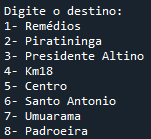 Digite o destino:
1- Remédios
2- Piratininga
3- Presidente Altino
4- Km18
5- Centro
6- Santo Antonio
7- Umuarama
8- Padroeira